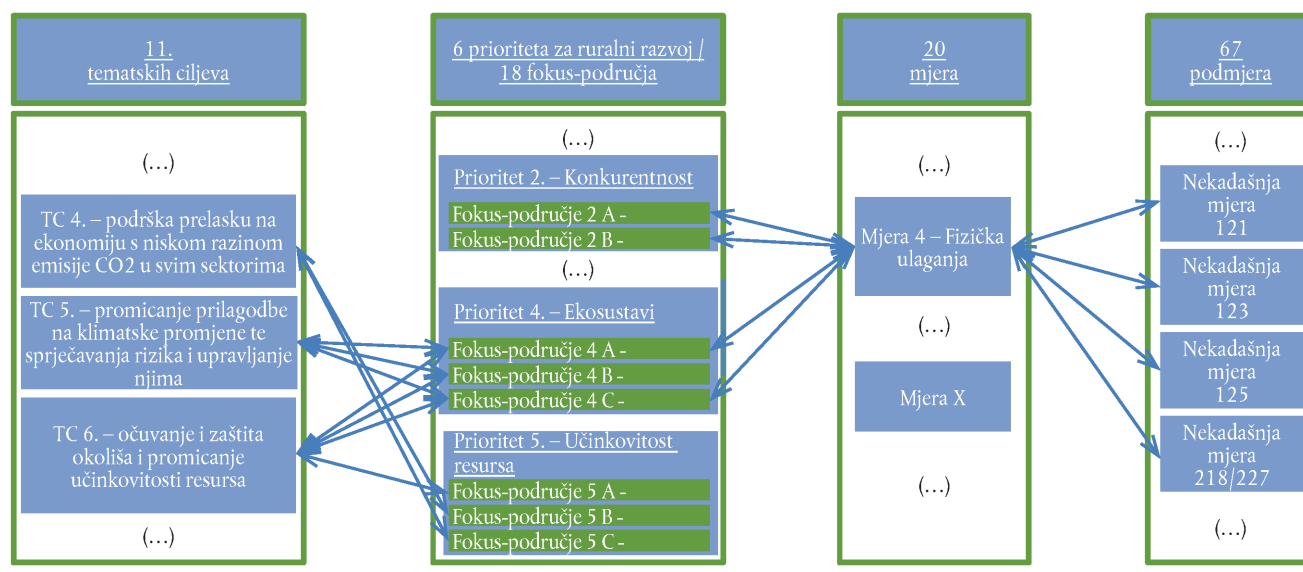 11.
tematskih ciljeva
6 prioriteta za ruralni razvoj /
18 fokus-područja
20
mjera
67
podmjera
(…)
TC 4. – podrška prelasku na
ekonomiju s niskom razinom
emisije CO2 u svim sektorima
TC 5. – promicanje prilagodbe
na klimatske promjene te
sprječavanja rizika i upravljanje
njima
TC 6. – očuvanje i zaštita
okoliša i promicanje
učinkovitosti resursa
(…)
(…)
Prioritet 2. – Konkurentnost
Fokus-područje 2 A -
Fokus-područje 2 B -
(…)
Prioritet 4. – Ekosustavi
Fokus-područje 4 A -
Fokus-područje 4 B -
Fokus-područje 4 C -
Prioritet 5. – Učinkovitost
resursa
Fokus-područje 5 A -
Fokus-područje 5 B -
Fokus-područje 5 C -
(…)
Mjera 4 – Fizička
ulaganja
(…)
Mjera X
(…)
(…)
Nekadašnja
mjera
121
Nekadašnja
mjera
123
Nekadašnja
mjera
125
Nekadašnja
mjera
218/227
(…)